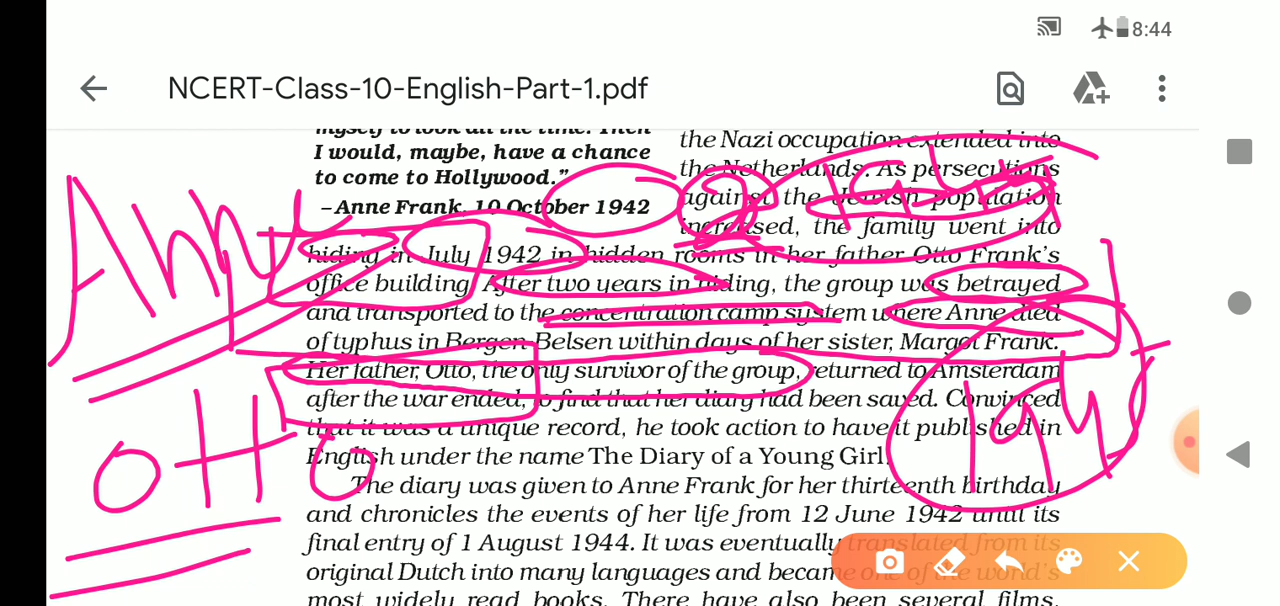 8:44
NCERT-Class-10-English-Part-1.pdf
myself to look all the time. Then
I would, maybe, have a chance
to come to Hollywood."
– Anne Frank, 10 October 1942
the Nazi occupation extended into
the Netherlands. As persecutions
against the Jewish population
increased, the family went into
hiding in July 1942 in hidden rooms in her father Otto Frank's
office building. After two years in hiding, the group was betrayed
and transported to the concentration camp system where Anne died
of typhus in Bergen-Belsen within days of her sister, Margot Frank.
Her father, Otto, the only survivor of the group, returned to Amsterdam
after the war ended, to find that her diary had been saved. Convinced
that it was a unique record, he took action to have it published in
English under the name The Diary of a Young Girl.
The diary was given to Anne Frank for her thirteenth birthday
and chronicles the events of her life from 12 June 1942 until its
final entry of 1 August 1944. It was eventually translated from its
original Dutch into many languages and became one of the world's
most widely read books. There have also been several films,
2